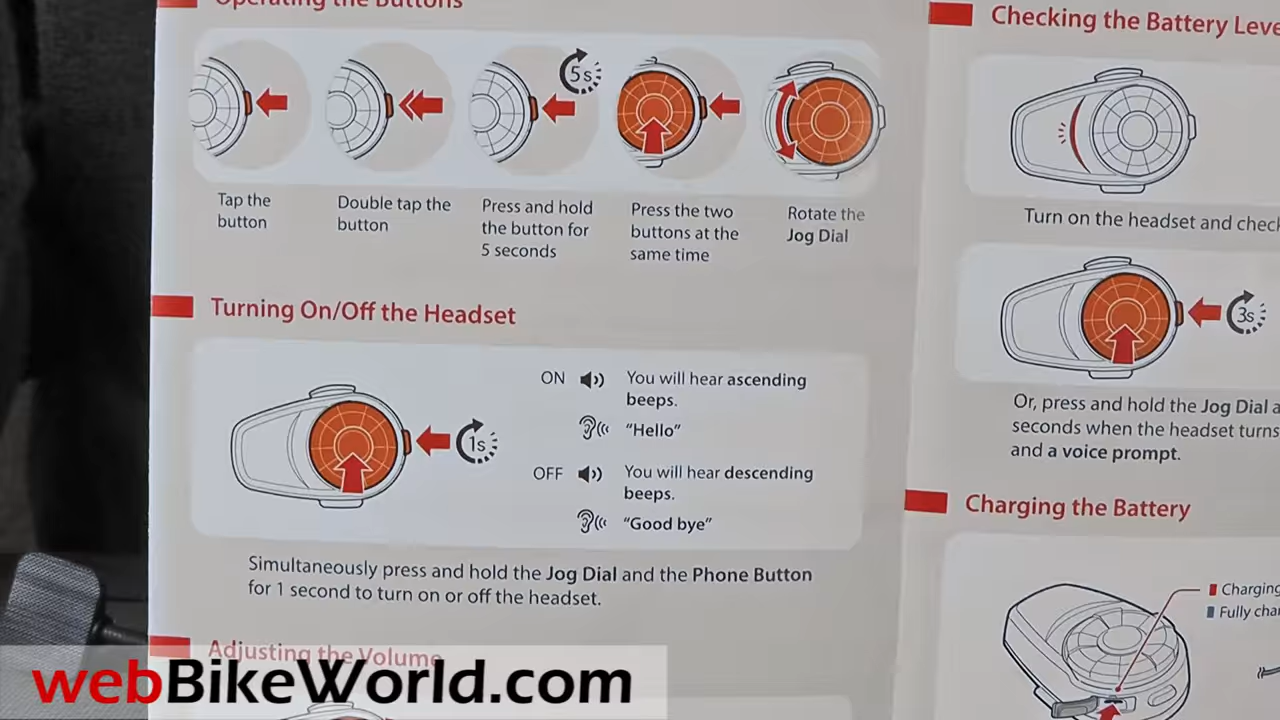 Operating the Buttons
5s
Tap the
button
Double tap the
button
Press and hold
the button for
5 seconds
Press the two
buttons at the
same time
Rotate the
Jog Dial
Turning On/Off the Headset
1s
ON You will hear ascending
beeps.
"Hello"
OFF You will hear descending
beeps.
"Good bye"
Simultaneously press and hold the Jog Dial and the Phone Button
for 1 second to turn on or off the headset.
Adjusting the Volume
Checking the Battery Leve
Turn on the headset and check
3s
Or, press and hold the Jog Dial a
seconds when the headset turns
and a voice prompt.
Charging the Battery
Charging
Fully cha
webBikeWorld.com